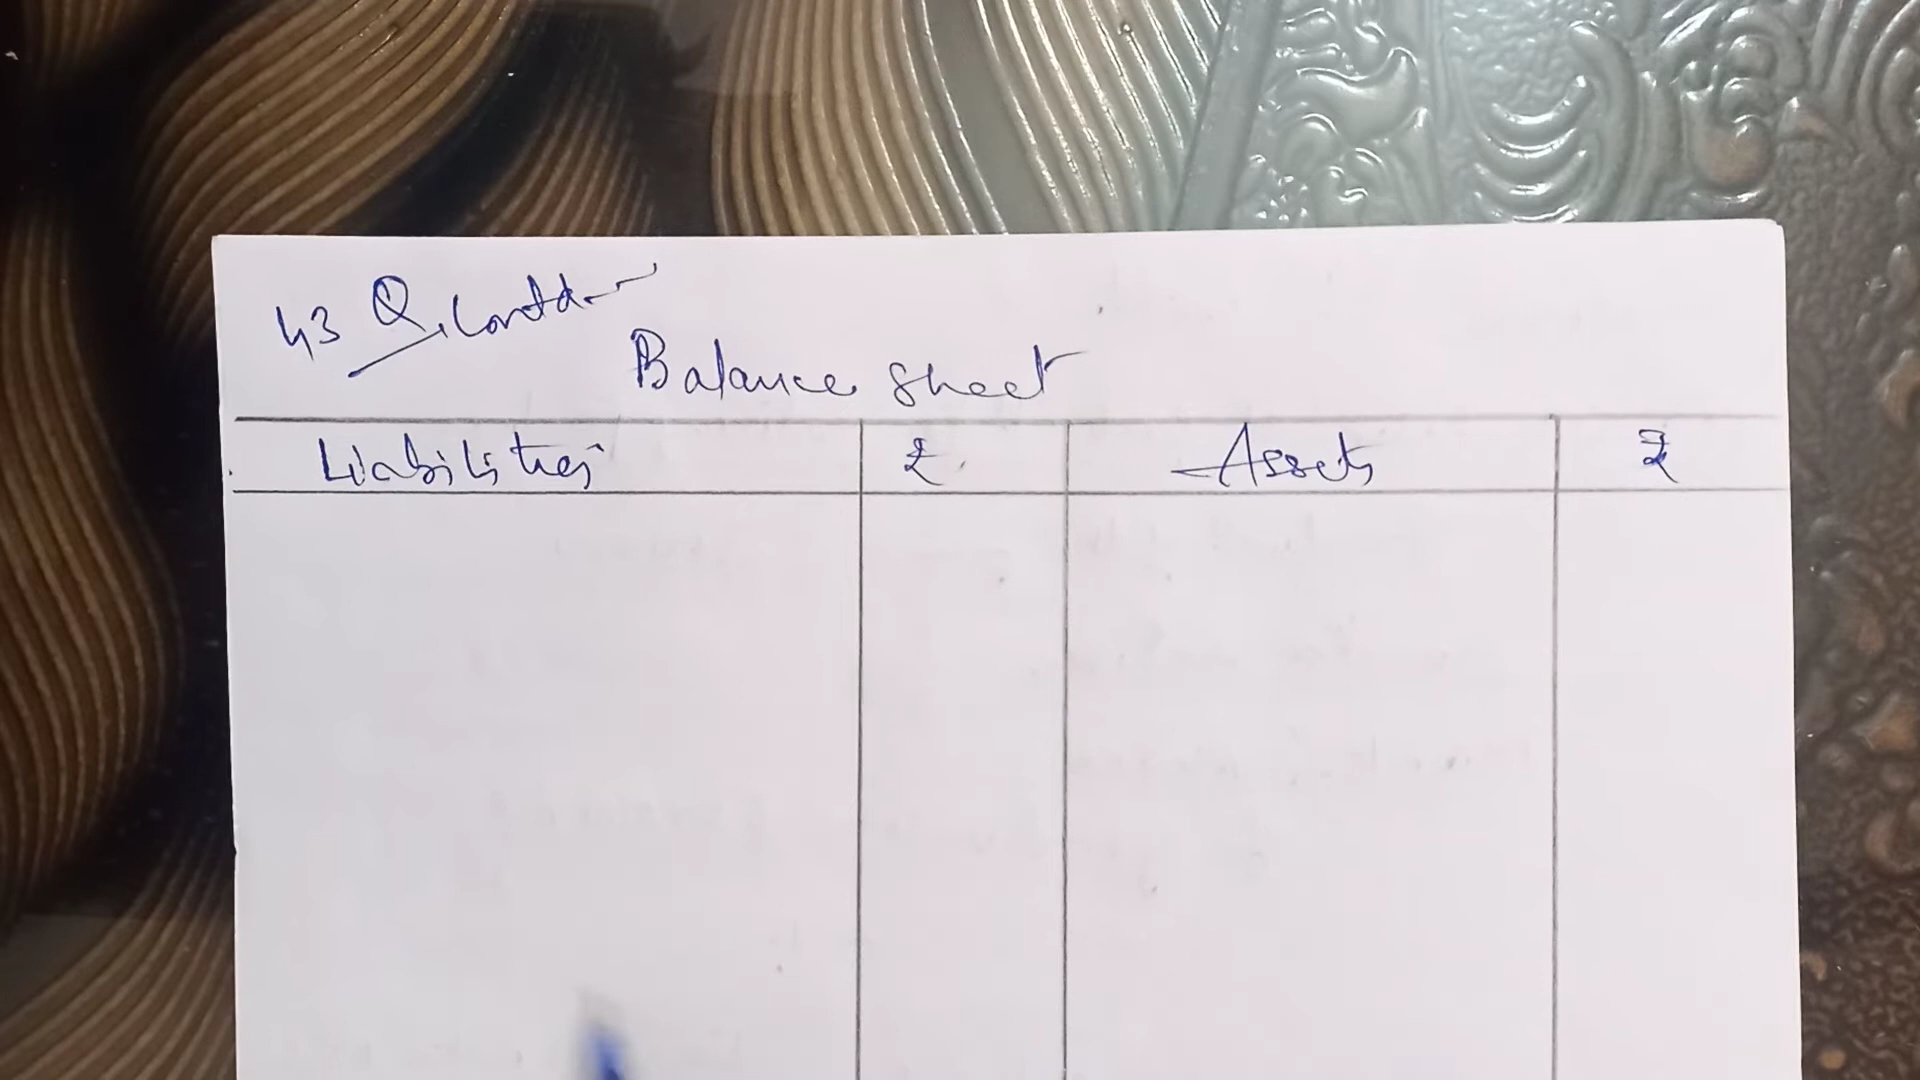 43 Q, Contd--
Balance sheet
Liabilities ₹ Assets ₹